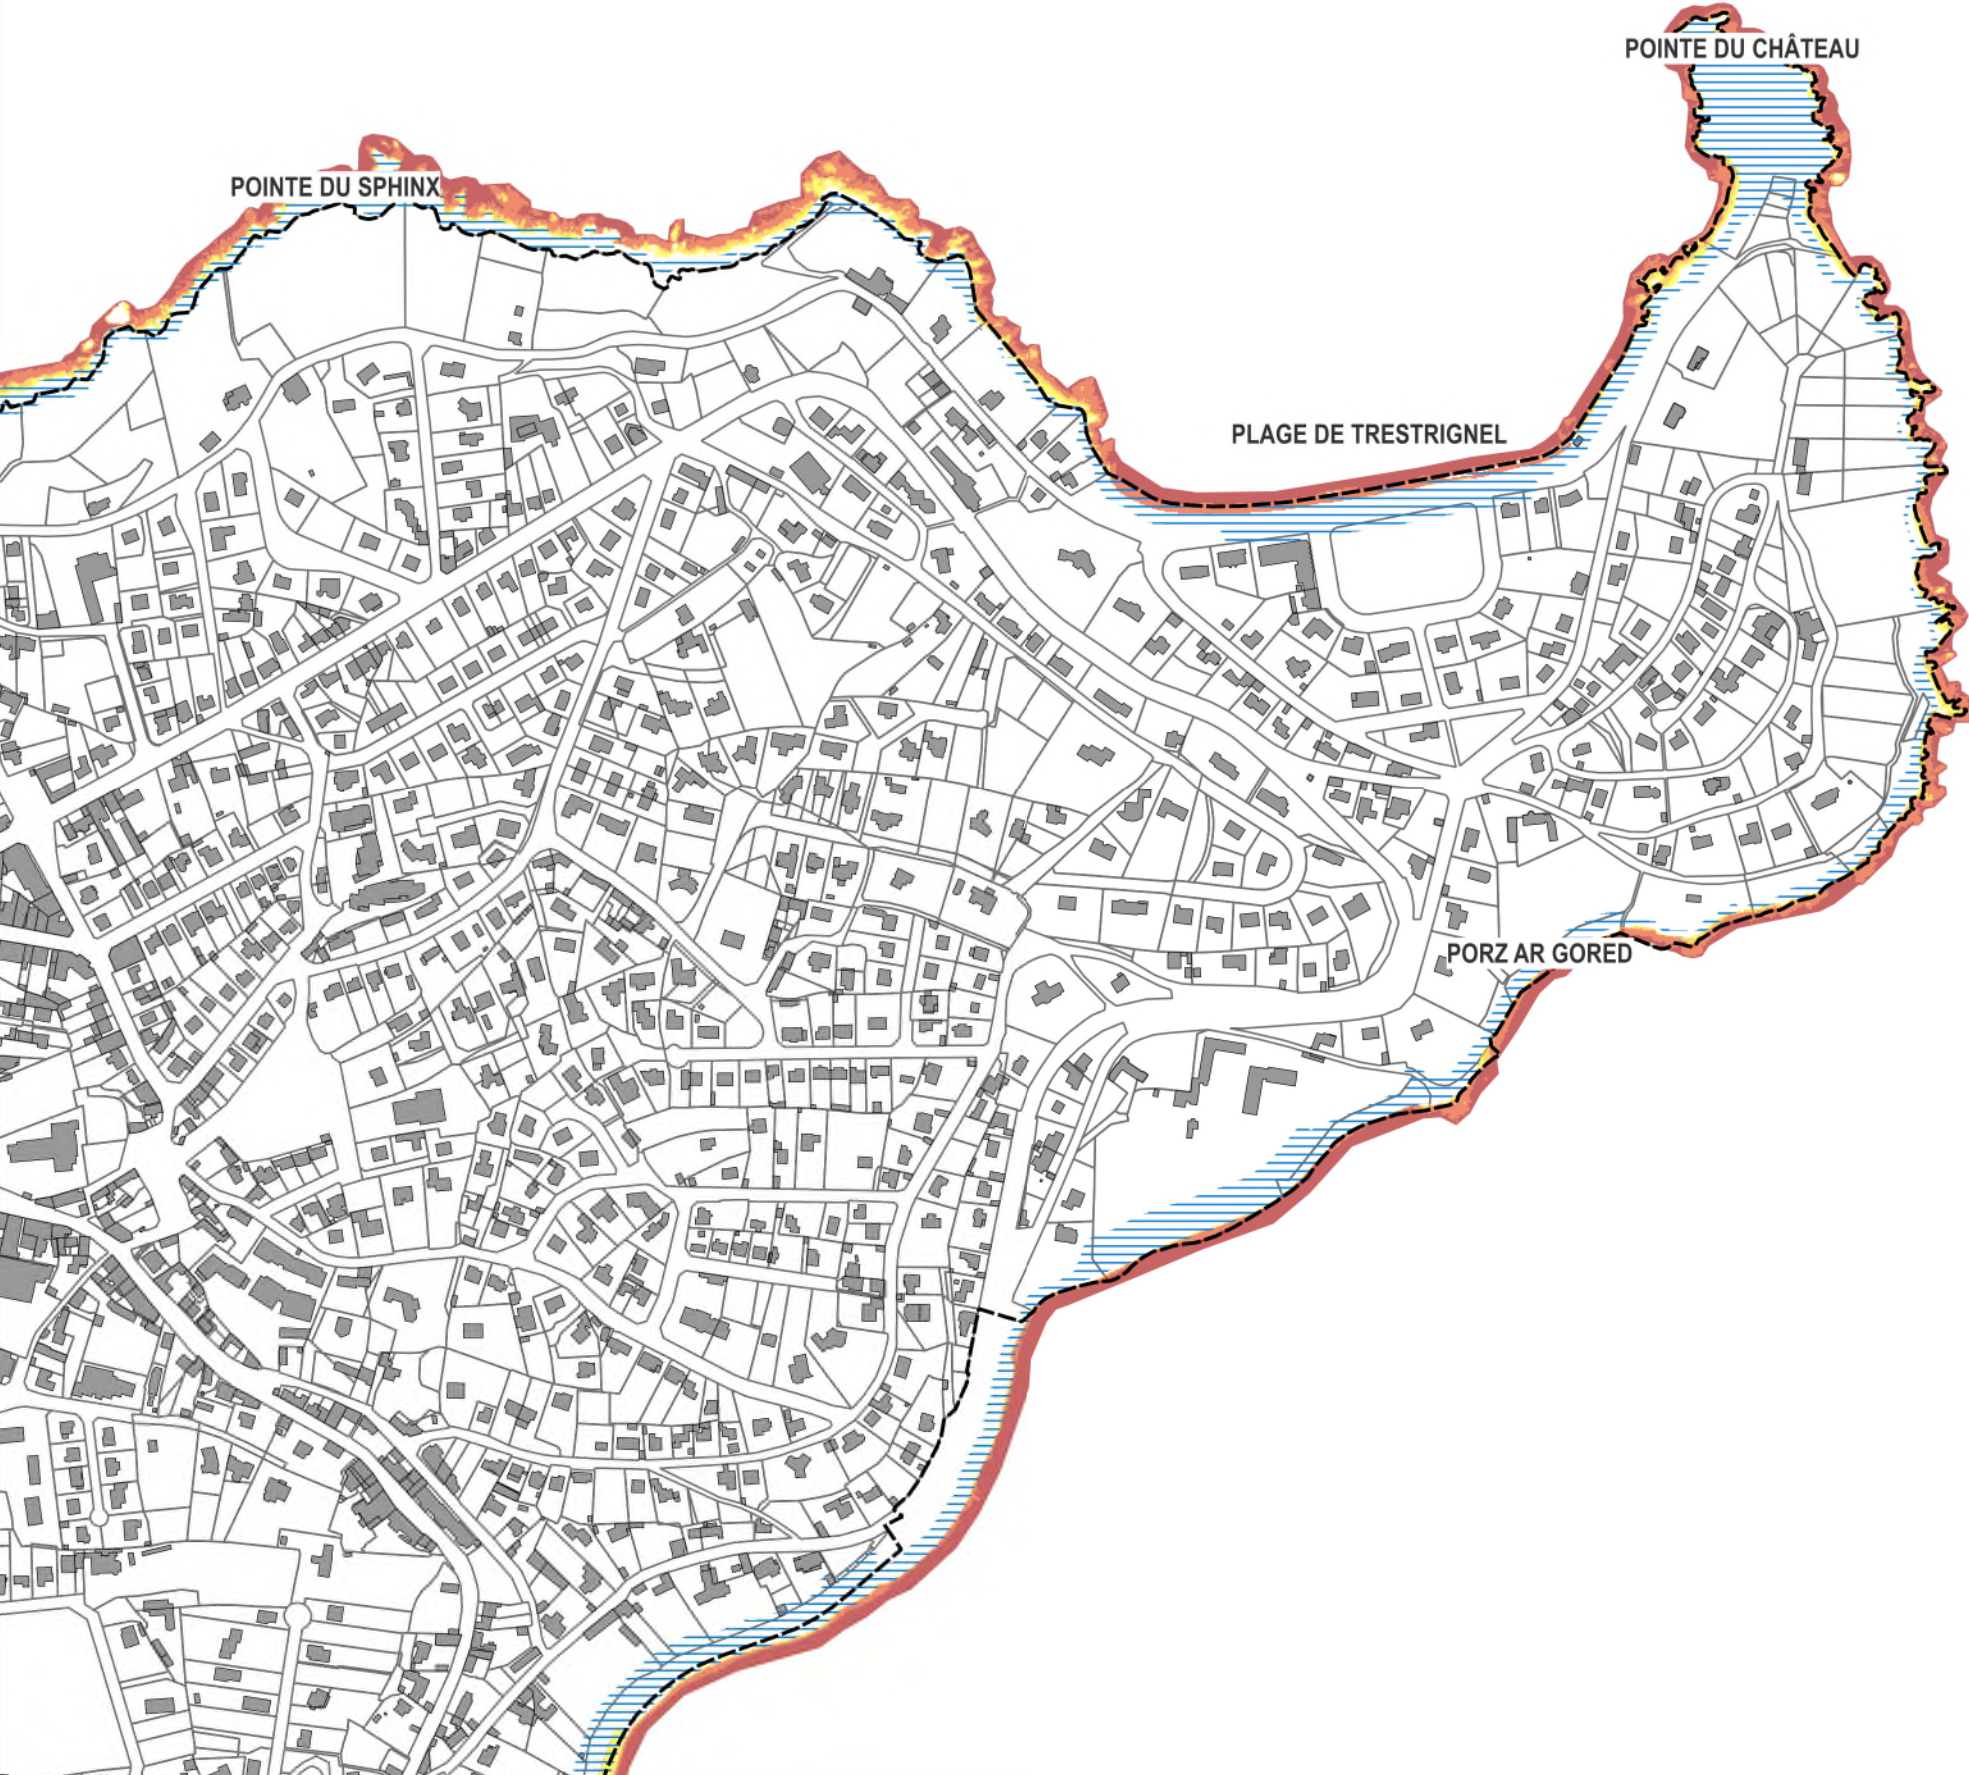 POINTE DU CHÂTEAU
POINTE DU SPHINX
PLAGE DE TRESTRIGNEL
PORZ AR GORED